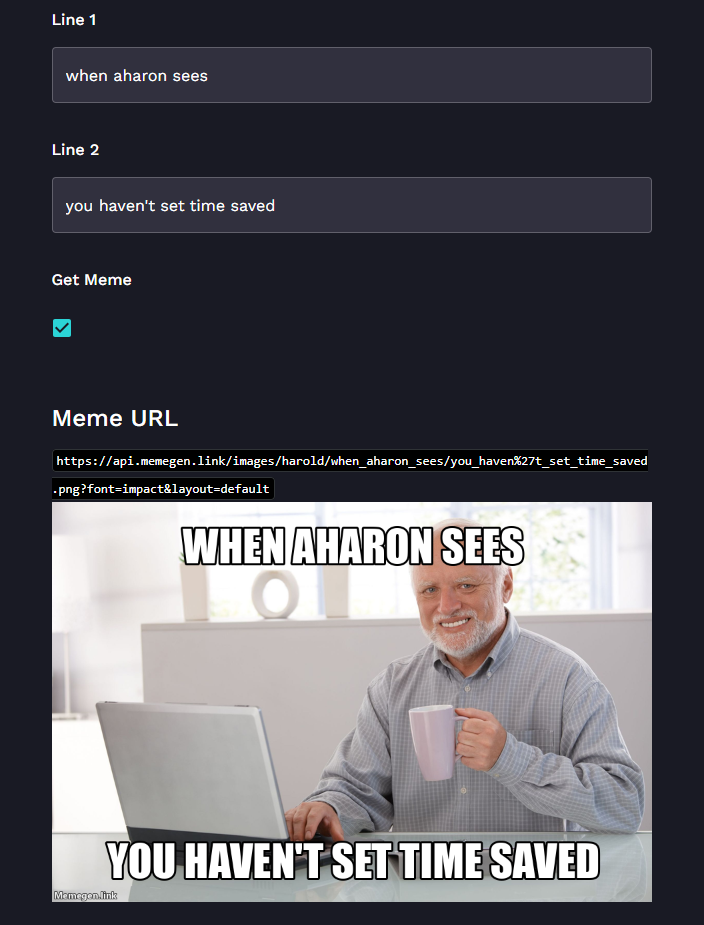 Line 1
when aharon sees
Line 2
you haven't set time saved
Get Meme
Meme URL
https://api.memegen.link/images/harold/when_aharon_sees/you_haven%27t_set_time_saved
.png?font=impact&layout=default
WHEN AHARON SEES
YOU HAVEN'T SET TIME SAVED
Memegen.link